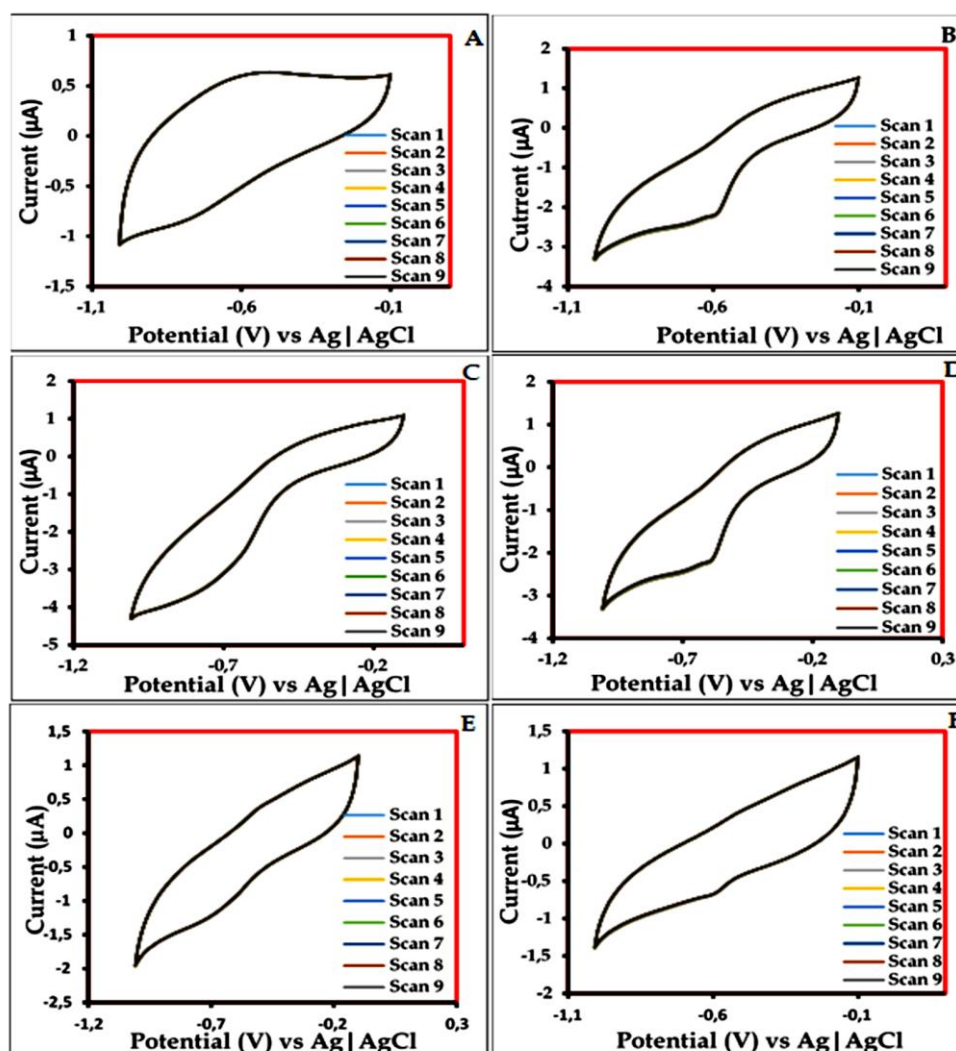 A
Current (µA)
1
0,5
0
-0,5
-1
-1,5
-1,1
-0,6
-0,1
Potential (V) vs Ag|AgCl
Scan 1
Scan 2
Scan 3
Scan 4
Scan 5
Scan 6
Scan 7
Scan 8
Scan 9
B
Cutrrent (µA)
2
1
0
-1
-2
-3
-4
-1,1
-0,6
-0,1
Potential (V) vs Ag|AgCl
Scan 1
Scan 2
Scan 3
Scan 4
Scan 5
Scan 6
Scan 7
Scan 8
Scan 9
C
Current (µA)
2
1
0
-1
-2
-3
-4
-5
-1,2
-0,7
-0,2
Potential (V) vs Ag|AgCl
Scan 1
Scan 2
Scan 3
Scan 4
Scan 5
Scan 6
Scan 7
Scan 8
Scan 9
D
Current (µA)
2
1
0
-1
-2
-3
-4
-1,2
-0,7
-0,2
0,3
Potential (V) vs Ag|AgCl
Scan 1
Scan 2
Scan 3
Scan 4
Scan 5
Scan 6
Scan 7
Scan 8
Scan 9
E
Current (µA)
1,5
1
0,5
0
-0,5
-1
-1,5
-2
-2,5
-1,2
-0,7
-0,2
0,3
Potential (V) vs Ag|AgCl
Scan 1
Scan 2
Scan 3
Scan 4
Scan 5
Scan 6
Scan 7
Scan 8
Scan 9
Current (µA)
1,5
1
0,5
0
-0,5
-1
-1,5
-2
-1,1
-0,6
-0,1
Potential (V) vs Ag|AgCl
Scan 1
Scan 2
Scan 3
Scan 4
Scan 5
Scan 6
Scan 7
Scan 8
Scan 9